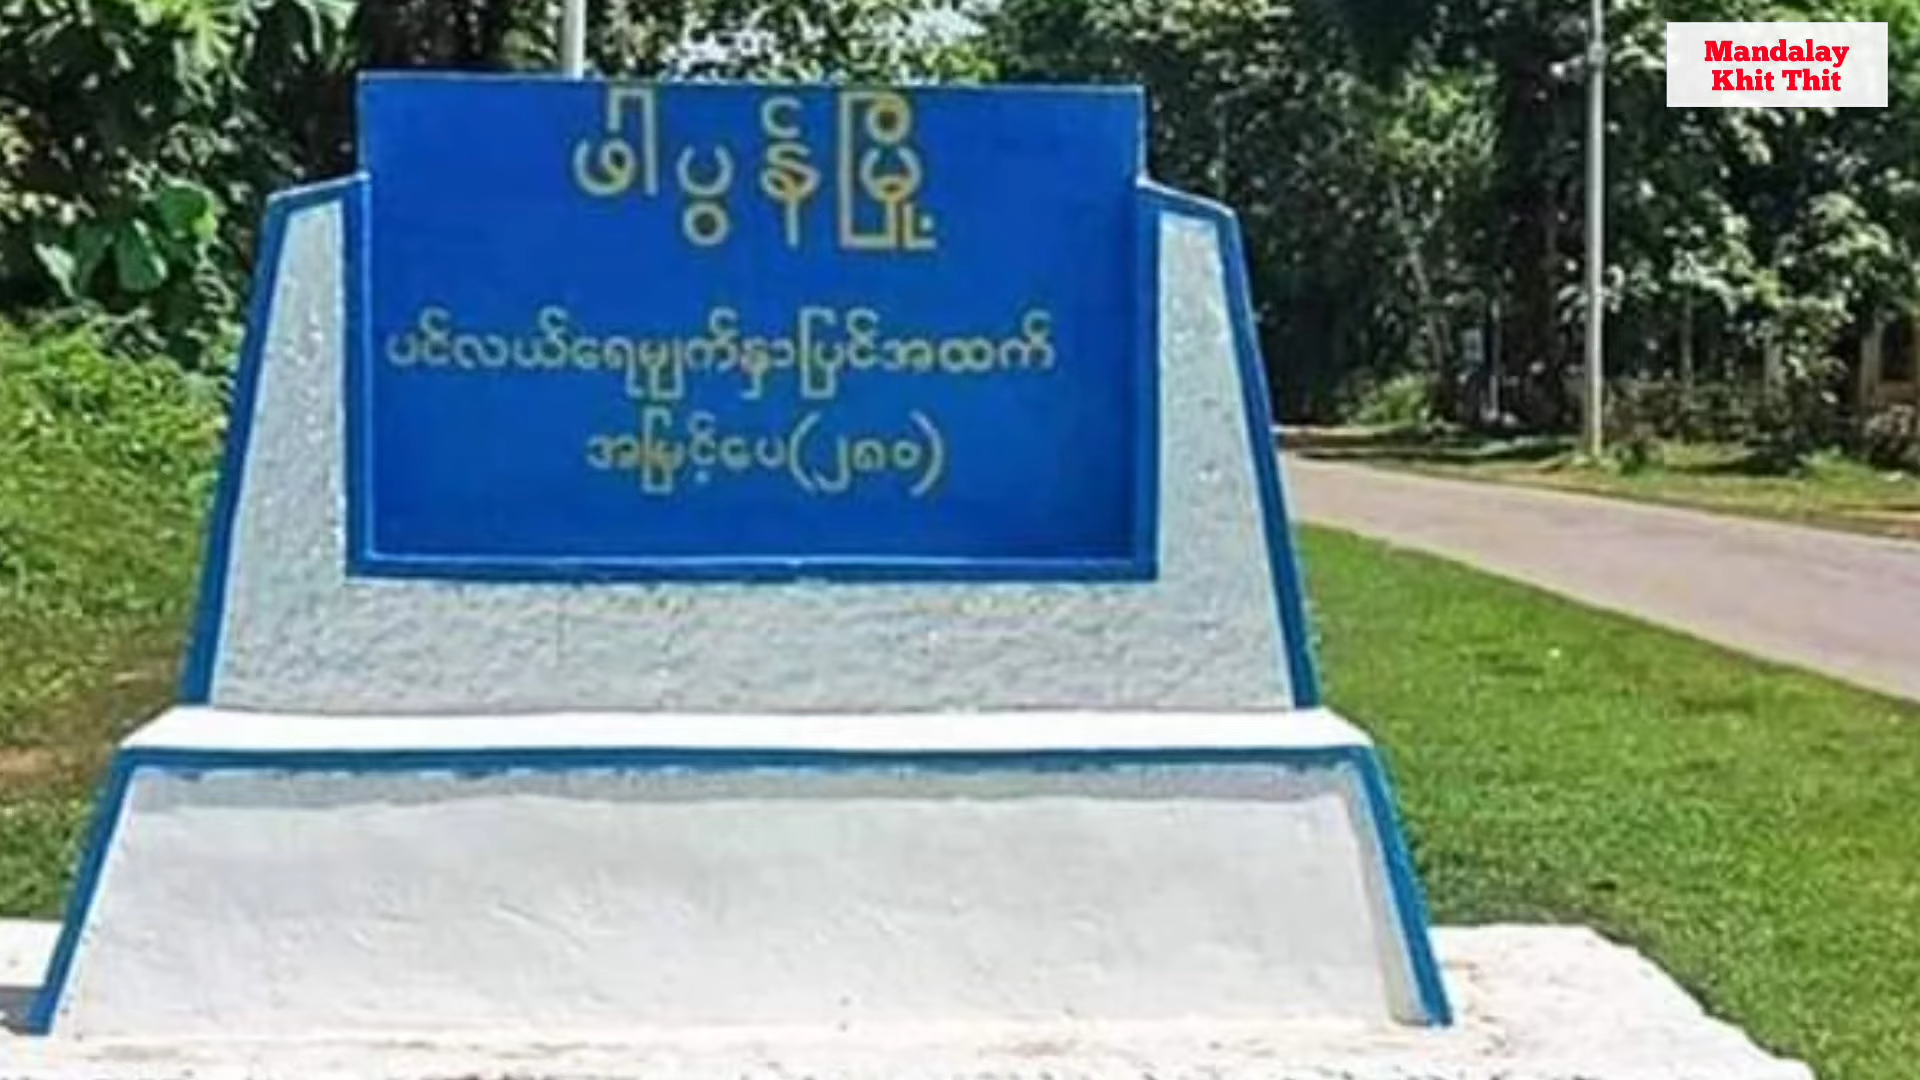 Mandalay
Khit Thit
ဖါပွန်မြို့
ပင်လယ်ရေမျက်နှာပြင်အထက်
အမြင့်ပေ(၂၈၀)